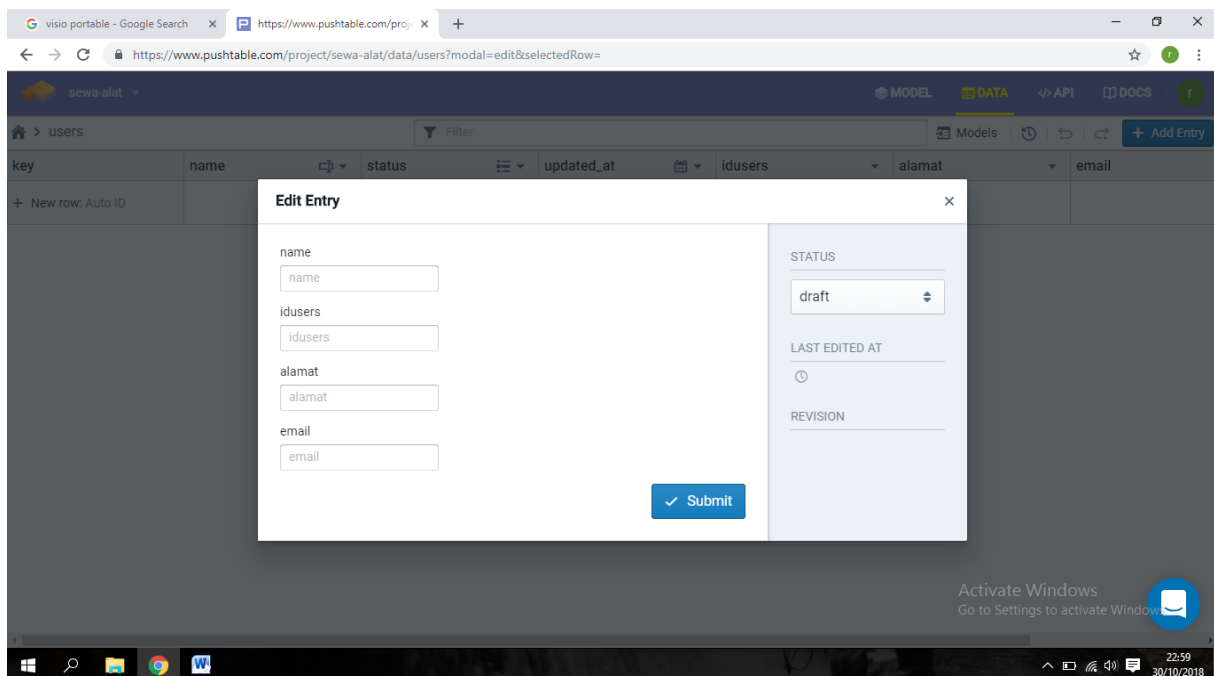 visio portable - Google Search
https://www.pushtable.com/proj
https://www.pushtable.com/project/sewa-alat/data/users?modal=edit&selectedRow=
r
sewa-alat
MODEL
DATA
</> API
DOCS
r
> users
Filter
Models
+ Add Entry
key
name
status
updated_at
idusers
alamat
email
+ New row: Auto ID
Edit Entry
name
name
idusers
idusers
alamat
alamat
email
email
Submit
STATUS
draft
LAST EDITED AT
REVISION
Activate Windows
Go to Settings to activate Windows
22:59
30/10/2018